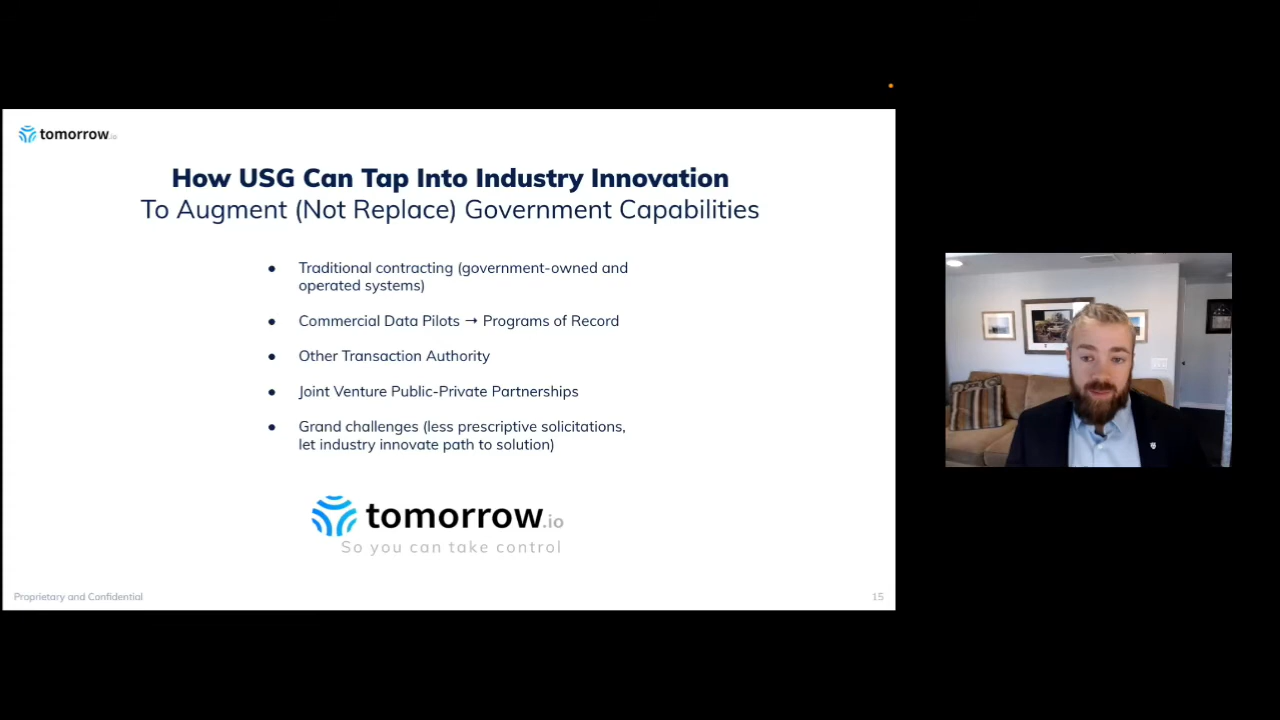 tomorrow.io
How USG Can Tap Into Industry Innovation
To Augment (Not Replace) Government Capabilities
● Traditional contracting (government-owned and
operated systems)
● Commercial Data Pilots → Programs of Record
● Other Transaction Authority
● Joint Venture Public-Private Partnerships
● Grand challenges (less prescriptive solicitations,
let industry innovate path to solution)
tomorrow.io
So you can take control
Proprietary and Confidential
15